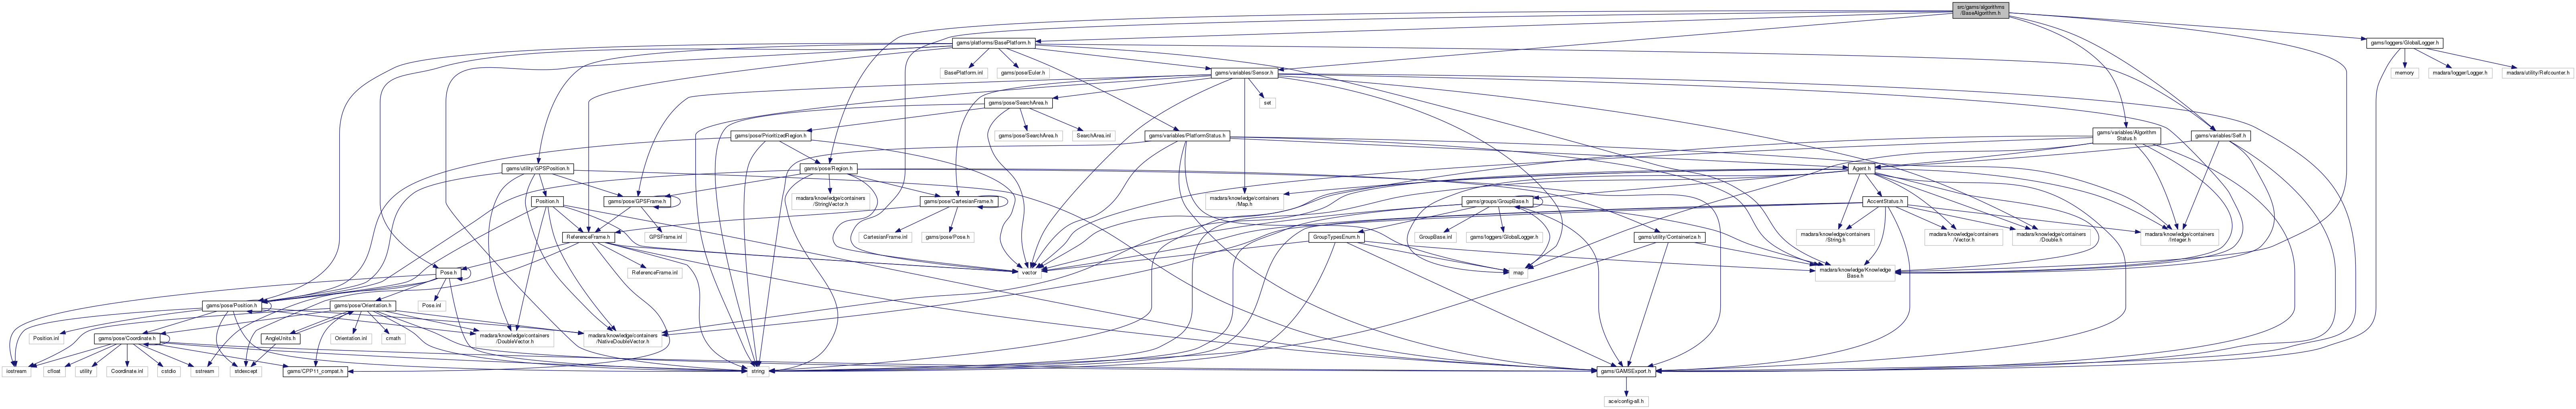 src/gams/algorithms
/BaseAlgorithm.h
gams/platforms/BasePlatform.h
gams/loggers/GlobalLogger.h
BasePlatform.inl
gams/pose/Euler.h
gams/variables/Sensor.h
memory
madara/logger/Logger.h
madara/utility/Refcounter.h
gams/pose/SearchArea.h
set
gams/pose/PrioritizedRegion.h
gams/pose/SearchArea.h
SearchArea.inl
gams/variables/PlatformStatus.h
gams/variables/Algorithm
Status.h
gams/variables/Self.h
gams/utility/GPSPosition.h
gams/pose/Region.h
Agent.h
Position.h
gams/pose/GPSFrame.h
madara/knowledge/containers
/StringVector.h
gams/pose/CartesianFrame.h
madara/knowledge/containers
/Map.h
gams/groups/GroupBase.h
AccentStatus.h
ReferenceFrame.h
GPSFrame.inl
CartesianFrame.inl
gams/pose/Pose.h
GroupTypesEnum.h
GroupBase.inl
gams/loggers/GlobalLogger.h
gams/utility/Containerize.h
madara/knowledge/containers
/String.h
madara/knowledge/containers
/Vector.h
madara/knowledge/containers
/Double.h
madara/knowledge/containers
/Integer.h
Pose.h
ReferenceFrame.inl
vector
map
madara/knowledge/Knowledge
Base.h
gams/pose/Position.h
gams/pose/Orientation.h
Pose.inl
Position.inl
gams/pose/Coordinate.h
AngleUnits.h
Orientation.inl
cmath
madara/knowledge/containers
/DoubleVector.h
madara/knowledge/containers
/NativeDoubleVector.h
iostream
cfloat
utility
Coordinate.inl
cstdio
sstream
stdexcept
gams/CPP11_compat.h
string
gams/GAMSExport.h
ace/config-all.h